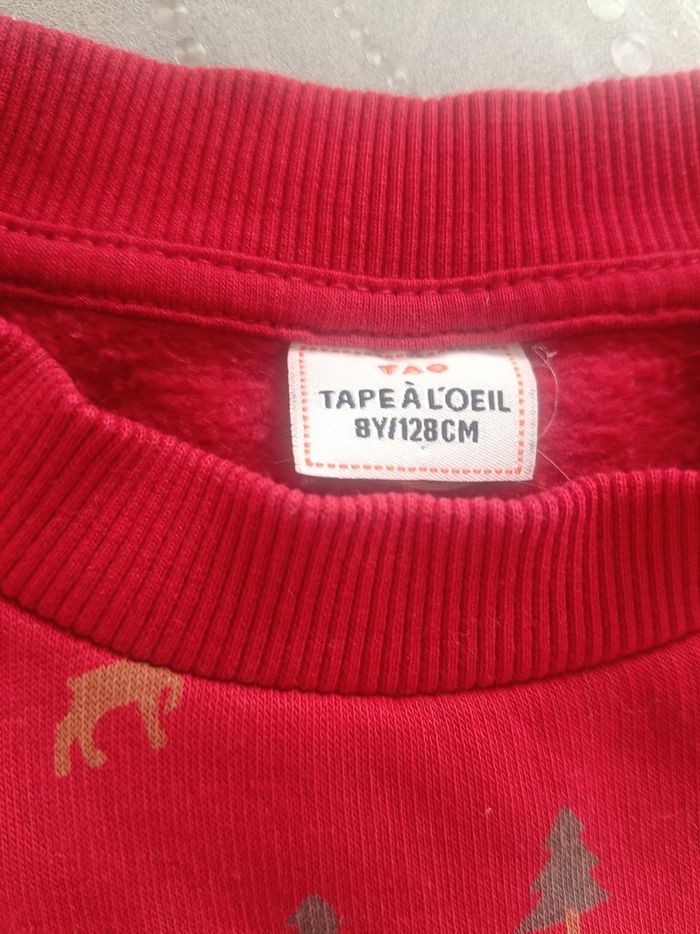 TAO
TAPE À L'OEIL
8Y/128CM